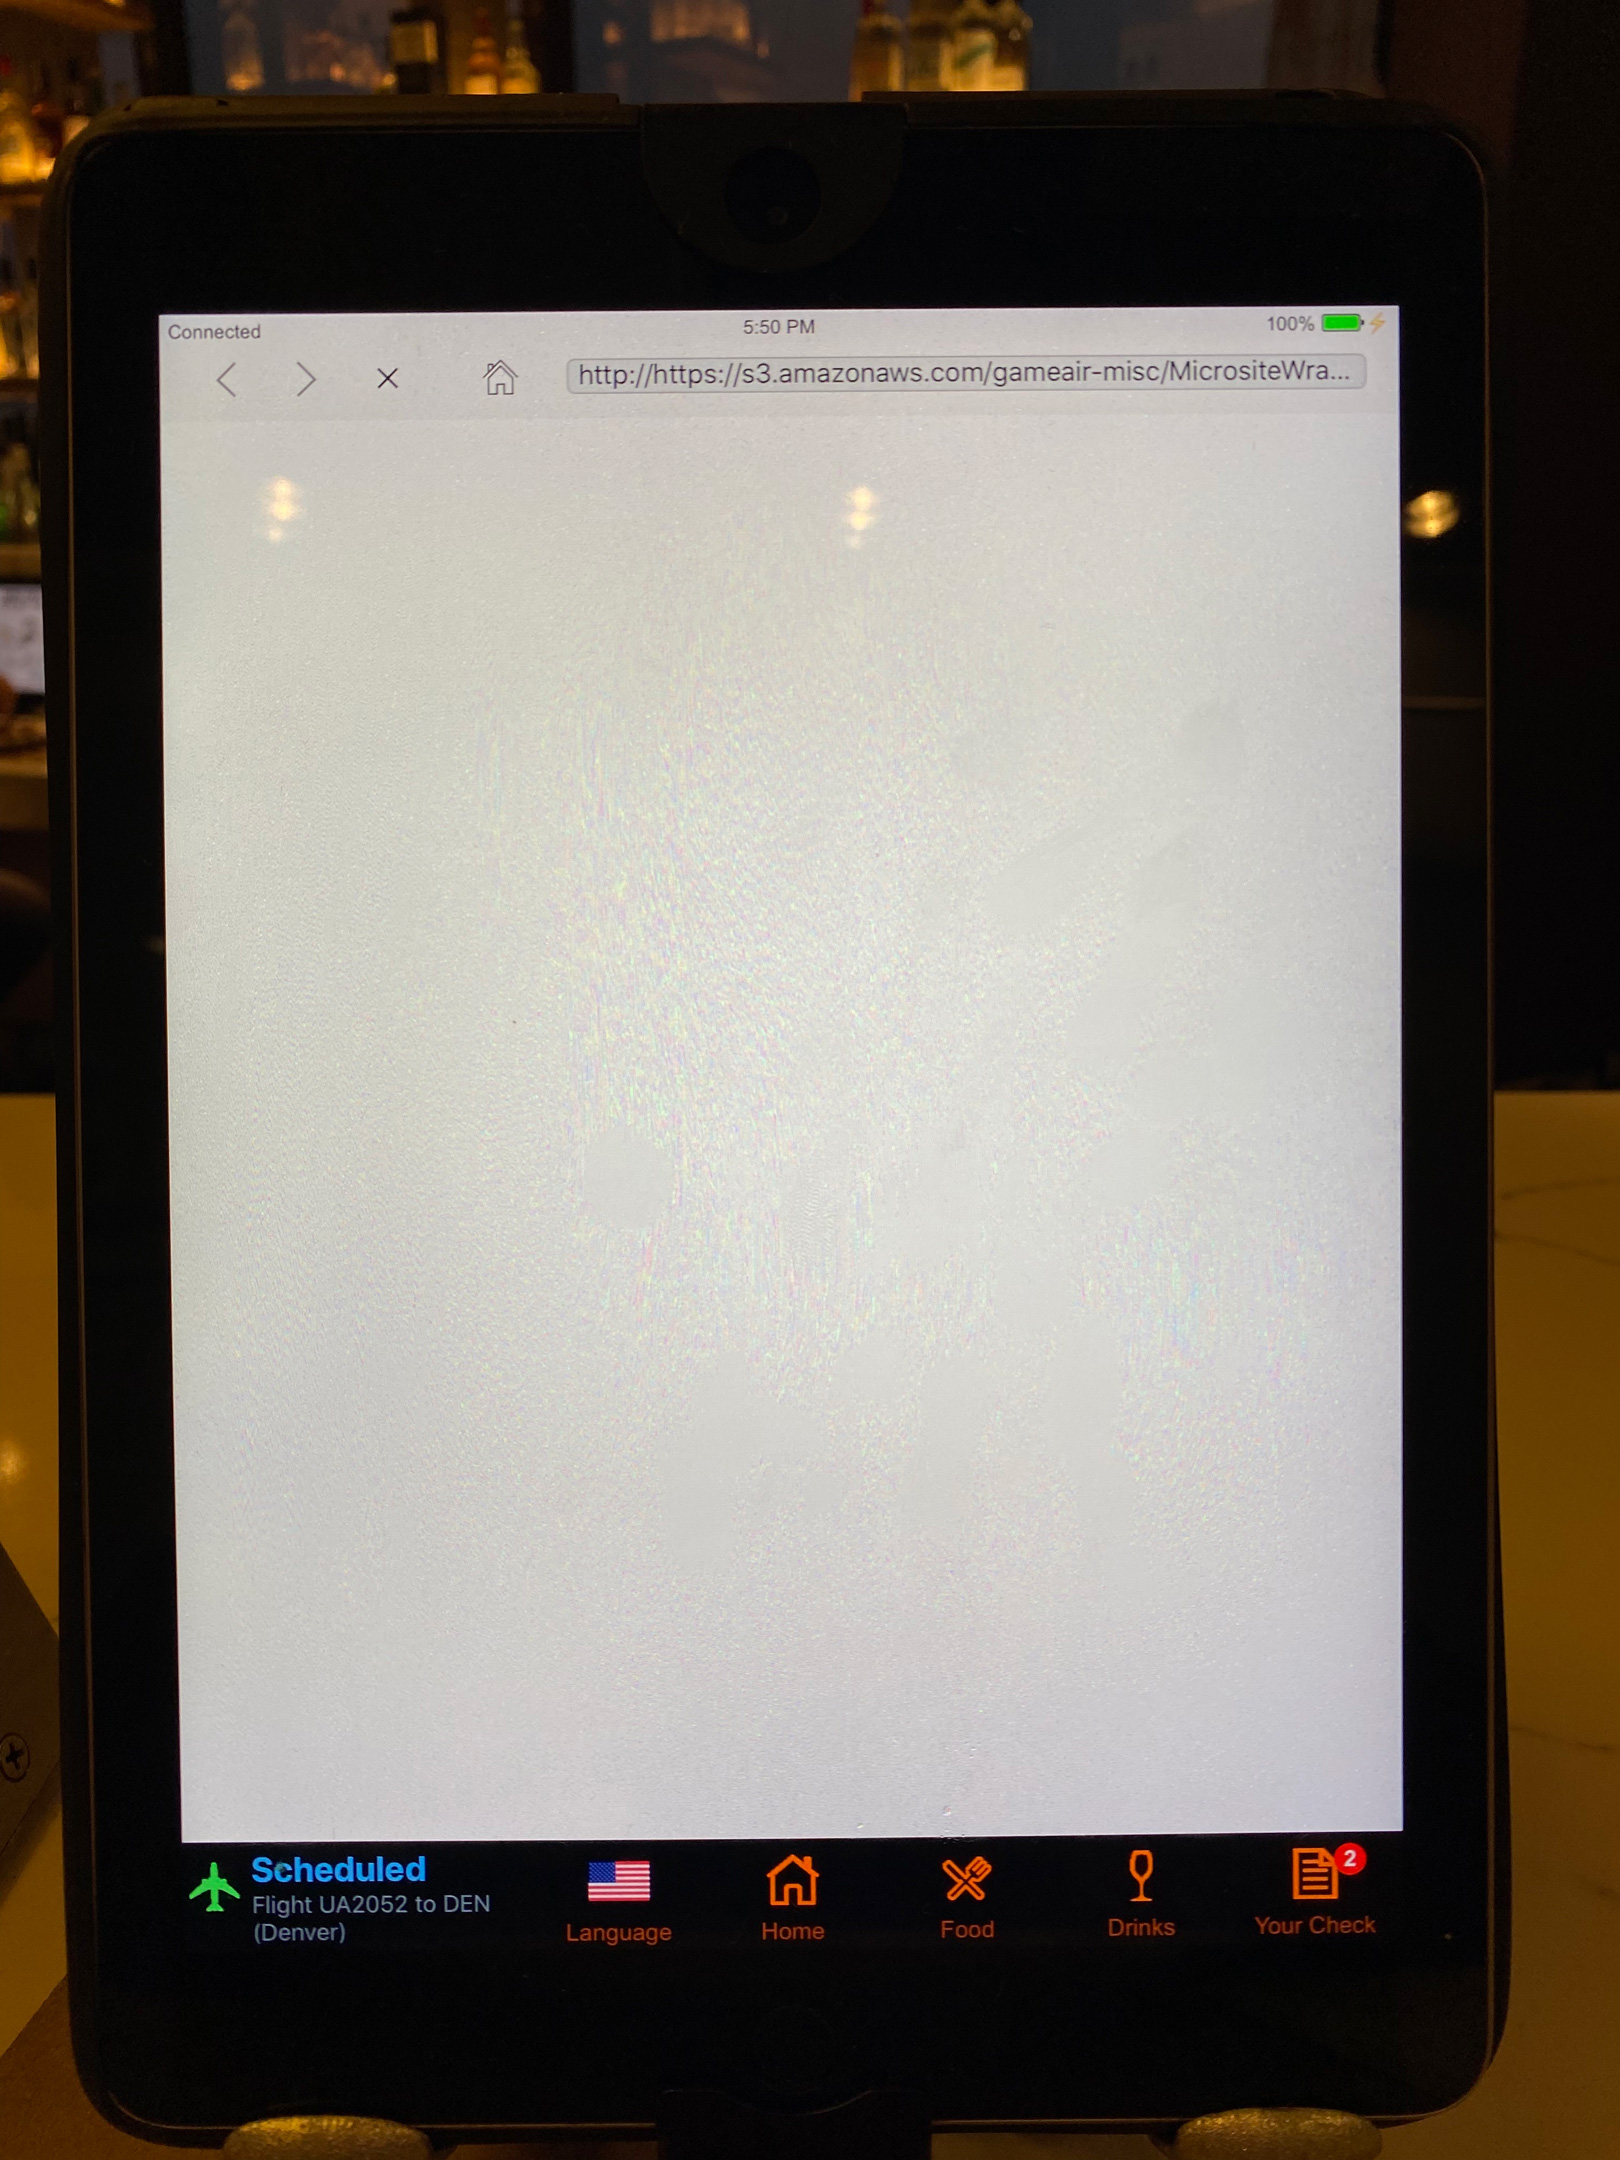 Connected
5:50 PM
100%
http://https://s3.amazonaws.com/gameair-misc/MicrositeWra...
Scheduled
Flight UA2052 to DEN
(Denver)
Language
Home
Food
Drinks
2
Your Check